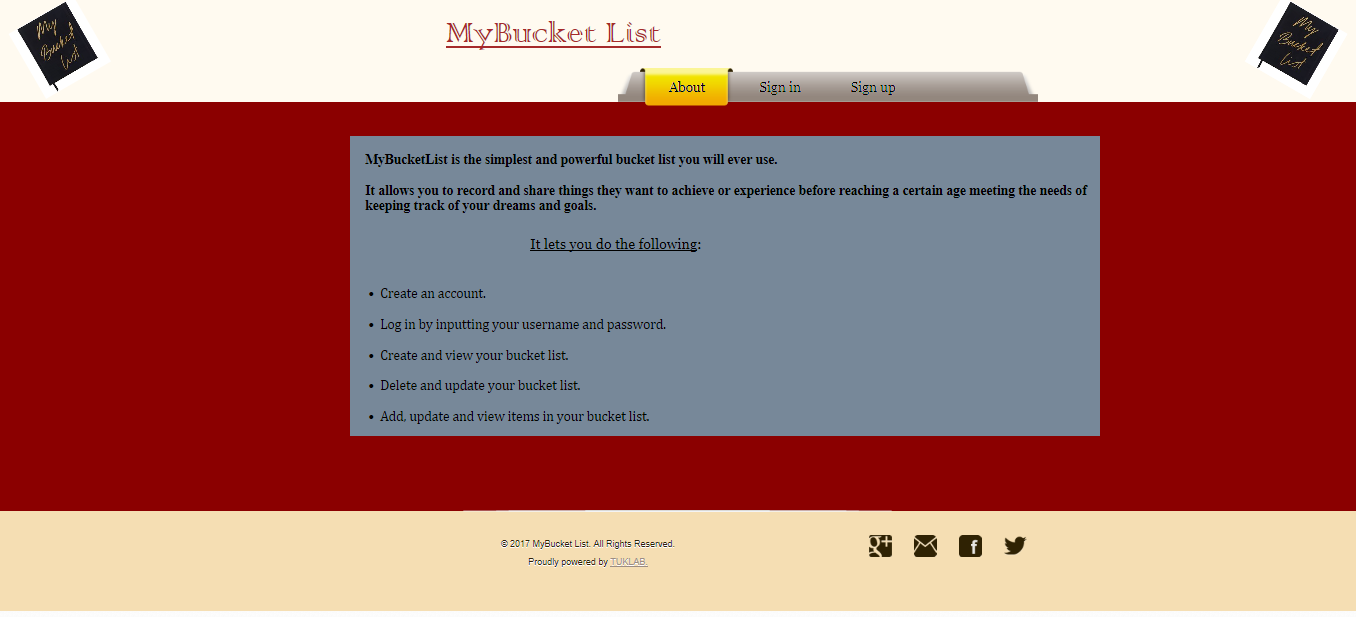 My
Bucket
List
MyBucket List
My
Bucket
List
About Sign in Sign up
MyBucketList is the simplest and powerful bucket list you will ever use.
It allows you to record and share things they want to achieve or experience before reaching a certain age meeting the needs of
keeping track of your dreams and goals.
It lets you do the following:
• Create an account.
• Log in by inputting your username and password.
• Create and view your bucket list.
• Delete and update your bucket list.
• Add, update and view items in your bucket list.
© 2017 MyBucket List. All Rights Reserved.
Proudly powered by TUKLAB.